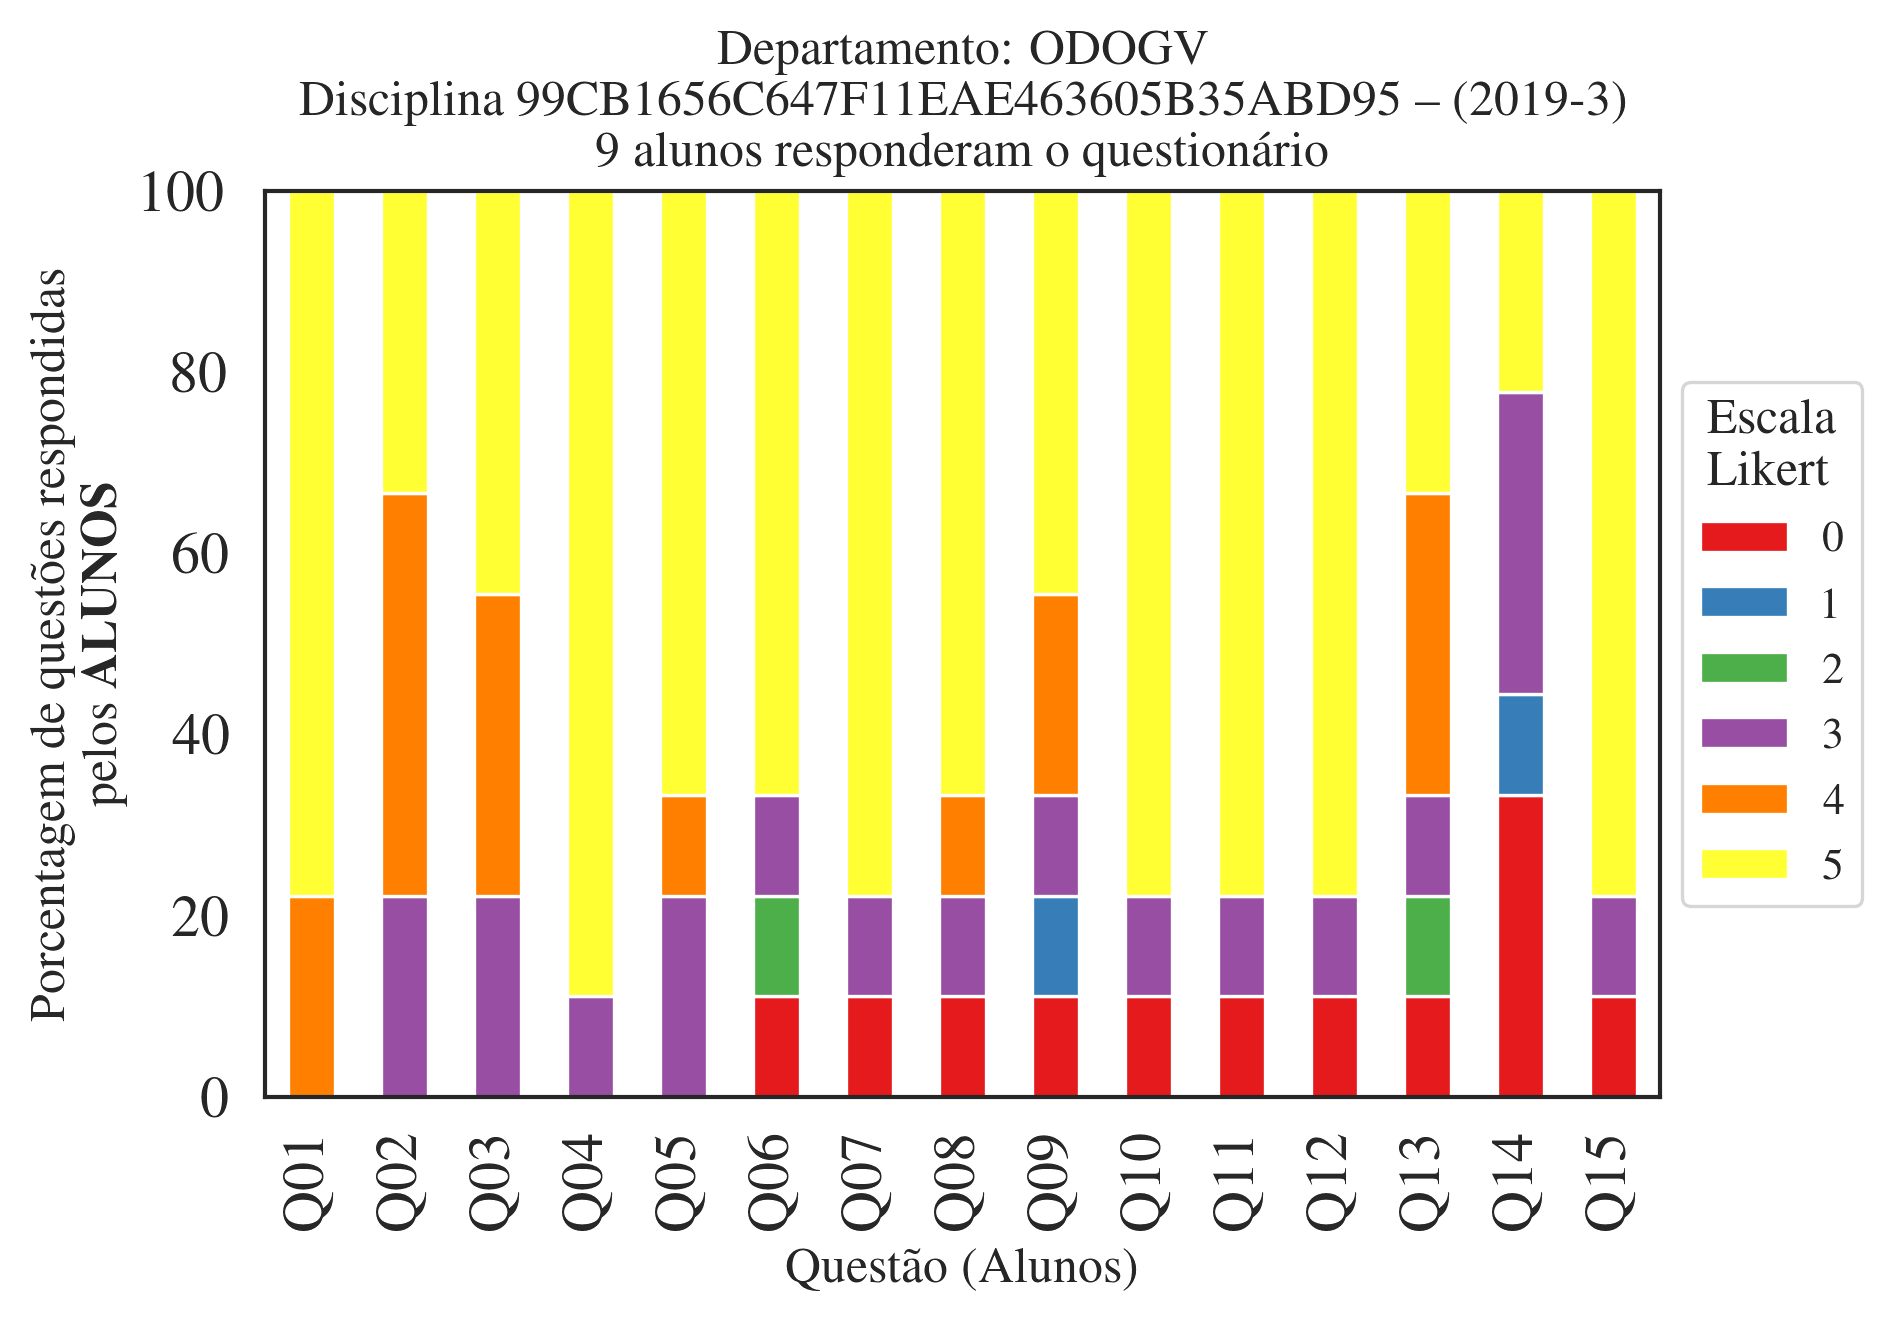 Departamento: ODOGV
Disciplina 99CB1656C647F11EAE463605B35ABD95 – (2019-3)
9 alunos responderam o questionário
Porcentagem de questões respondidas
pelos ALUNOS
100
80
60
40
20
0
Q01
Q02
Q03
Q04
Q05
Q06
Q07
Q08
Q09
Q10
Q11
Q12
Q13
Q14
Q15
Questão (Alunos)
Escala
Likert
0
1
2
3
4
5